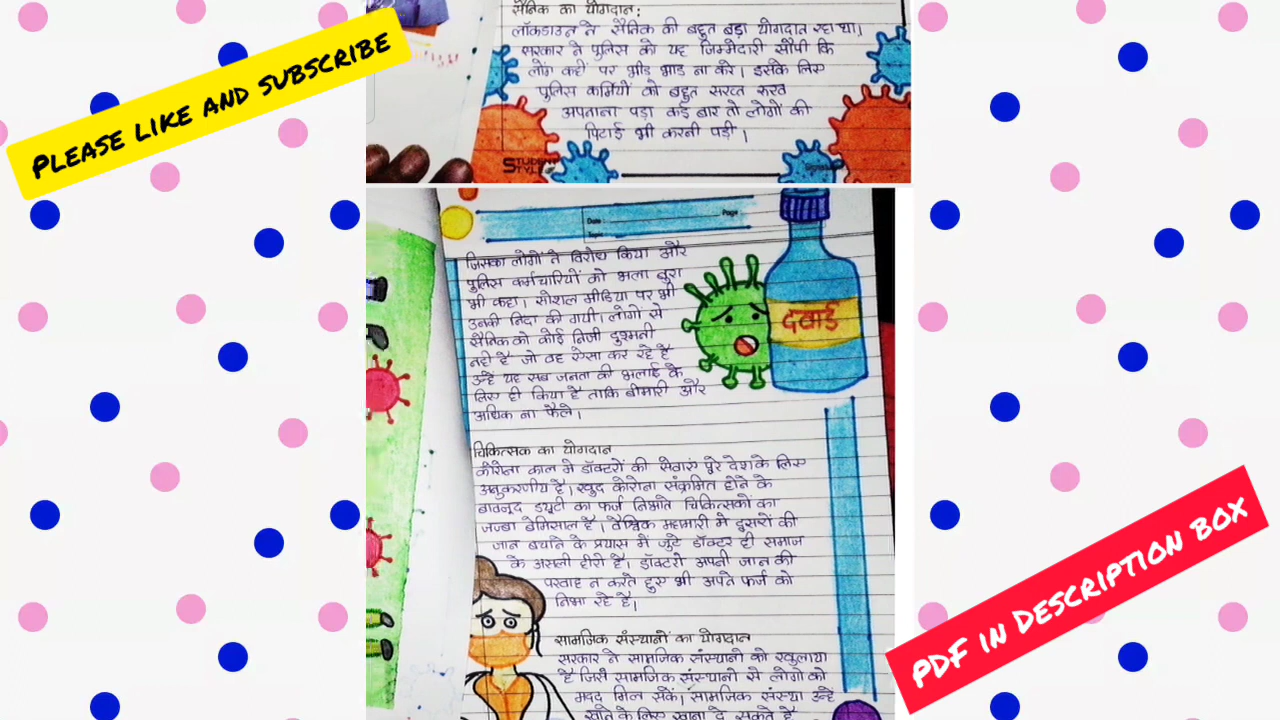 PLEASE LIKE AND SUBSCRIBE
सैनिक का योगदान:
लॉकडाउन ने सैनिक की बहुत बड़ा योगदान रहा था।
सरकार ने पुलिस को यह जिम्मेदारी सौंपी कि
लोग कही पर भीड़ भाड़ ना करे। इसके लिए
पुलिस कर्मियों को बहुत सख्त रुख
अपनाना पड़ा कई बार तो लोगों की
पिटाई भी करनी पड़ी।
STUDENT STYLE
Date: Page
जिसका लोगों ने विरोध किया और
पुलिस कर्मचारियों को भला बुरा
भी कहा। सोशल मीडिया पर भी
उनकी निंदा की गयी। लोगो से
सैनिक को कोई निजी दुश्मनी
नही है जो वह ऐसा कर रहे है
उन्हे यह सब जनता की भलाई के
लिए ही किया है ताकि बीमारी और
अधिक ना फैले।
दवाई
चिकित्सक का योगदान
कोरोना काल मे डॉक्टरों की सेवाएं पुरे देश के लिए
अनुकरणीय है। खुद कोरोना संक्रमित होने के
बावजूद ड्यूटी का फर्ज निभाते चिकित्सकों का
जज्बा बेमिसाल है। वैश्विक महामारी मे दुसरों की
जान बचाने के प्रयास में जुटे डॉक्टर ही समाज
के असली हीरो है। डॉक्टरो अपनी जान की
परवाह न करते हुए भी अपने फर्ज को
निभा रहे है।
सामाजिक संस्थानों का योगदान
सरकार ने सामाजिक संस्थानो को खुलाया
है जिसे सामाजिक संस्थानो से लोगो को
मदद मिल सकें। सामाजिक संस्था उन्हे
खाने के लिए खाना दे सकते है
PDF IN DESCRIPTION BOX